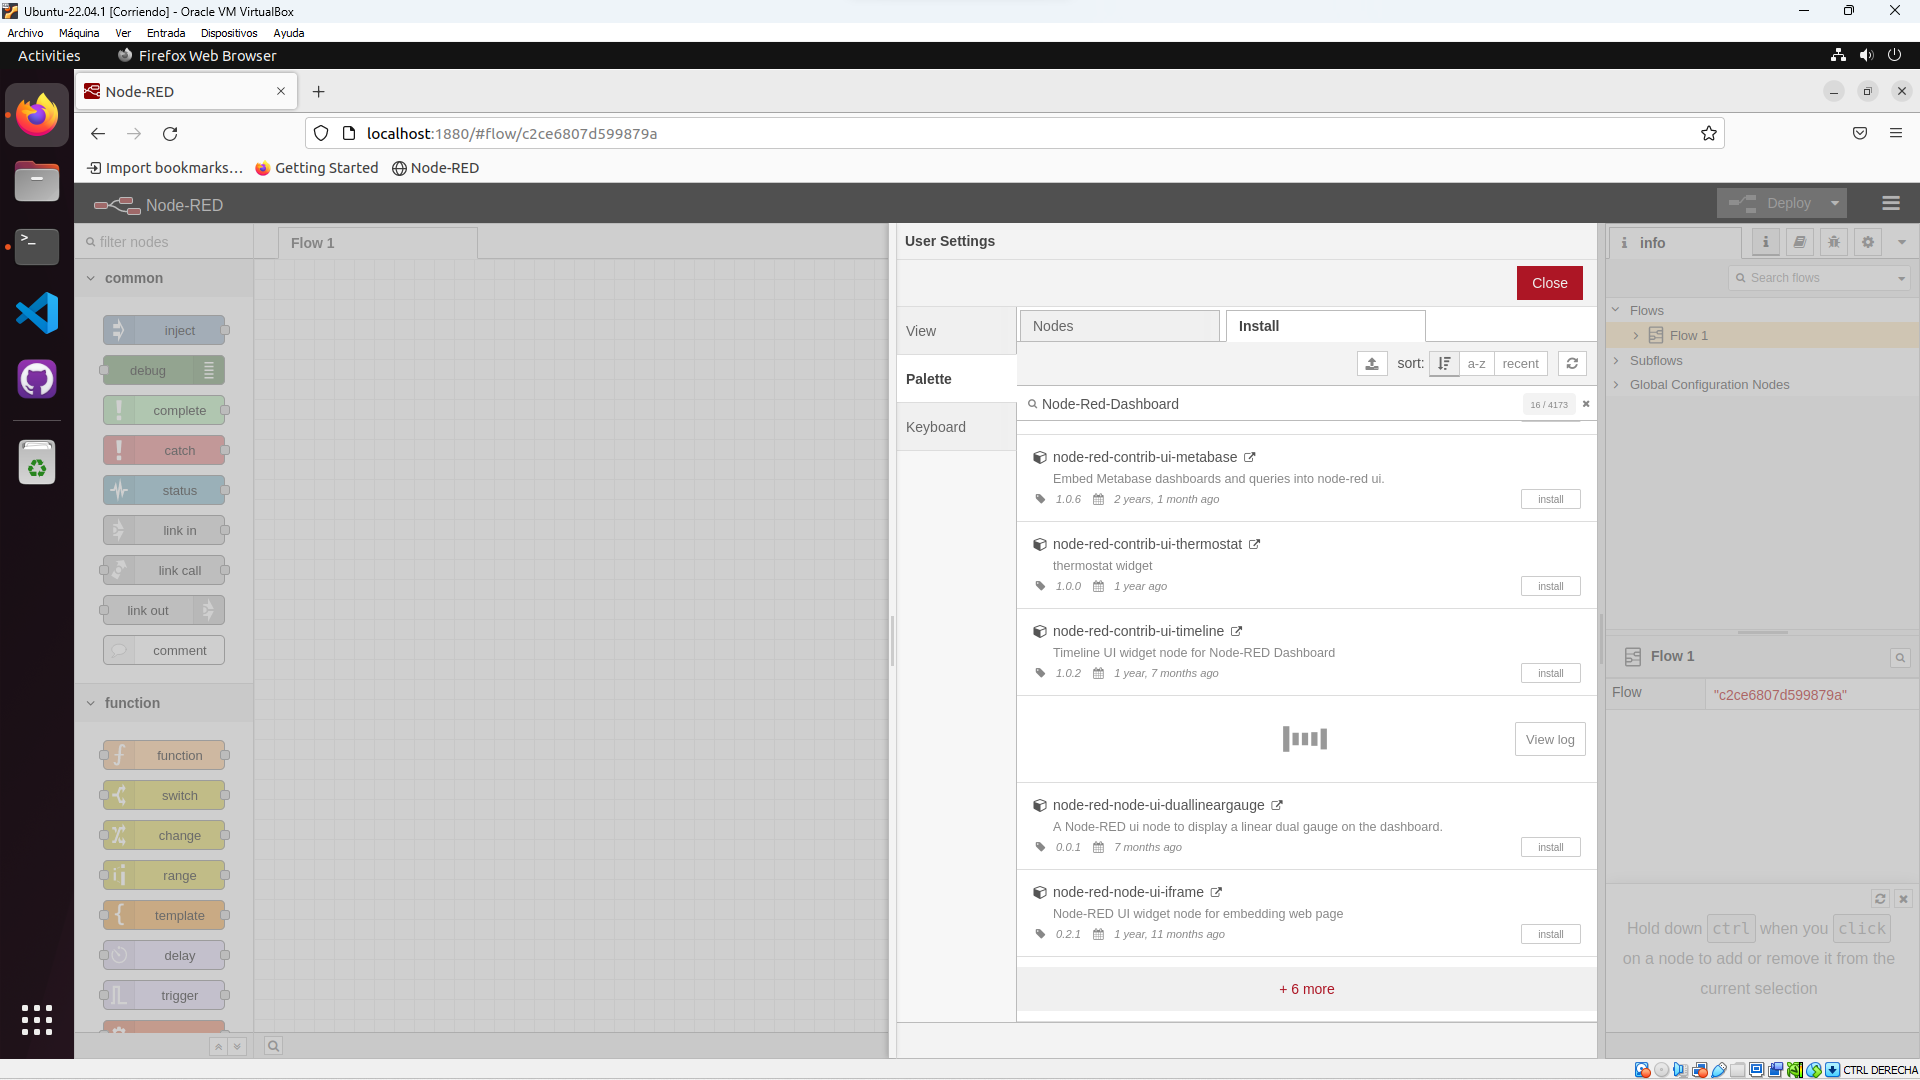 Ubuntu-22.04.1 [Corriendo] - Oracle VM VirtualBox
Archivo Máquina Ver Entrada Dispositivos Ayuda
Activities Firefox Web Browser
Node-RED
localhost:1880/#flow/c2ce6807d599879a
Import bookmarks… Getting Started Node-RED
Node-RED Deploy
filter nodes
Flow 1
common
inject
debug
complete
catch
status
link in
link call
link out
comment
function
function
switch
change
range
template
delay
trigger
User Settings
Close
View
Palette
Keyboard
Nodes Install
sort: a-z recent
Node-Red-Dashboard 16 / 4173
node-red-contrib-ui-metabase
Embed Metabase dashboards and queries into node-red ui.
1.0.6 2 years, 1 month ago install
node-red-contrib-ui-thermostat
thermostat widget
1.0.0 1 year ago install
node-red-contrib-ui-timeline
Timeline UI widget node for Node-RED Dashboard
1.0.2 1 year, 7 months ago install
View log
node-red-node-ui-duallineargauge
A Node-RED ui node to display a linear dual gauge on the dashboard.
0.0.1 7 months ago install
node-red-node-ui-iframe
Node-RED UI widget node for embedding web page
0.2.1 1 year, 11 months ago install
+ 6 more
info
Search flows
Flows
Flow 1
Subflows
Global Configuration Nodes
Flow 1
Flow "c2ce6807d599879a"
Hold down ctrl when you click
on a node to add or remove it from the
current selection
CTRL DERECHA